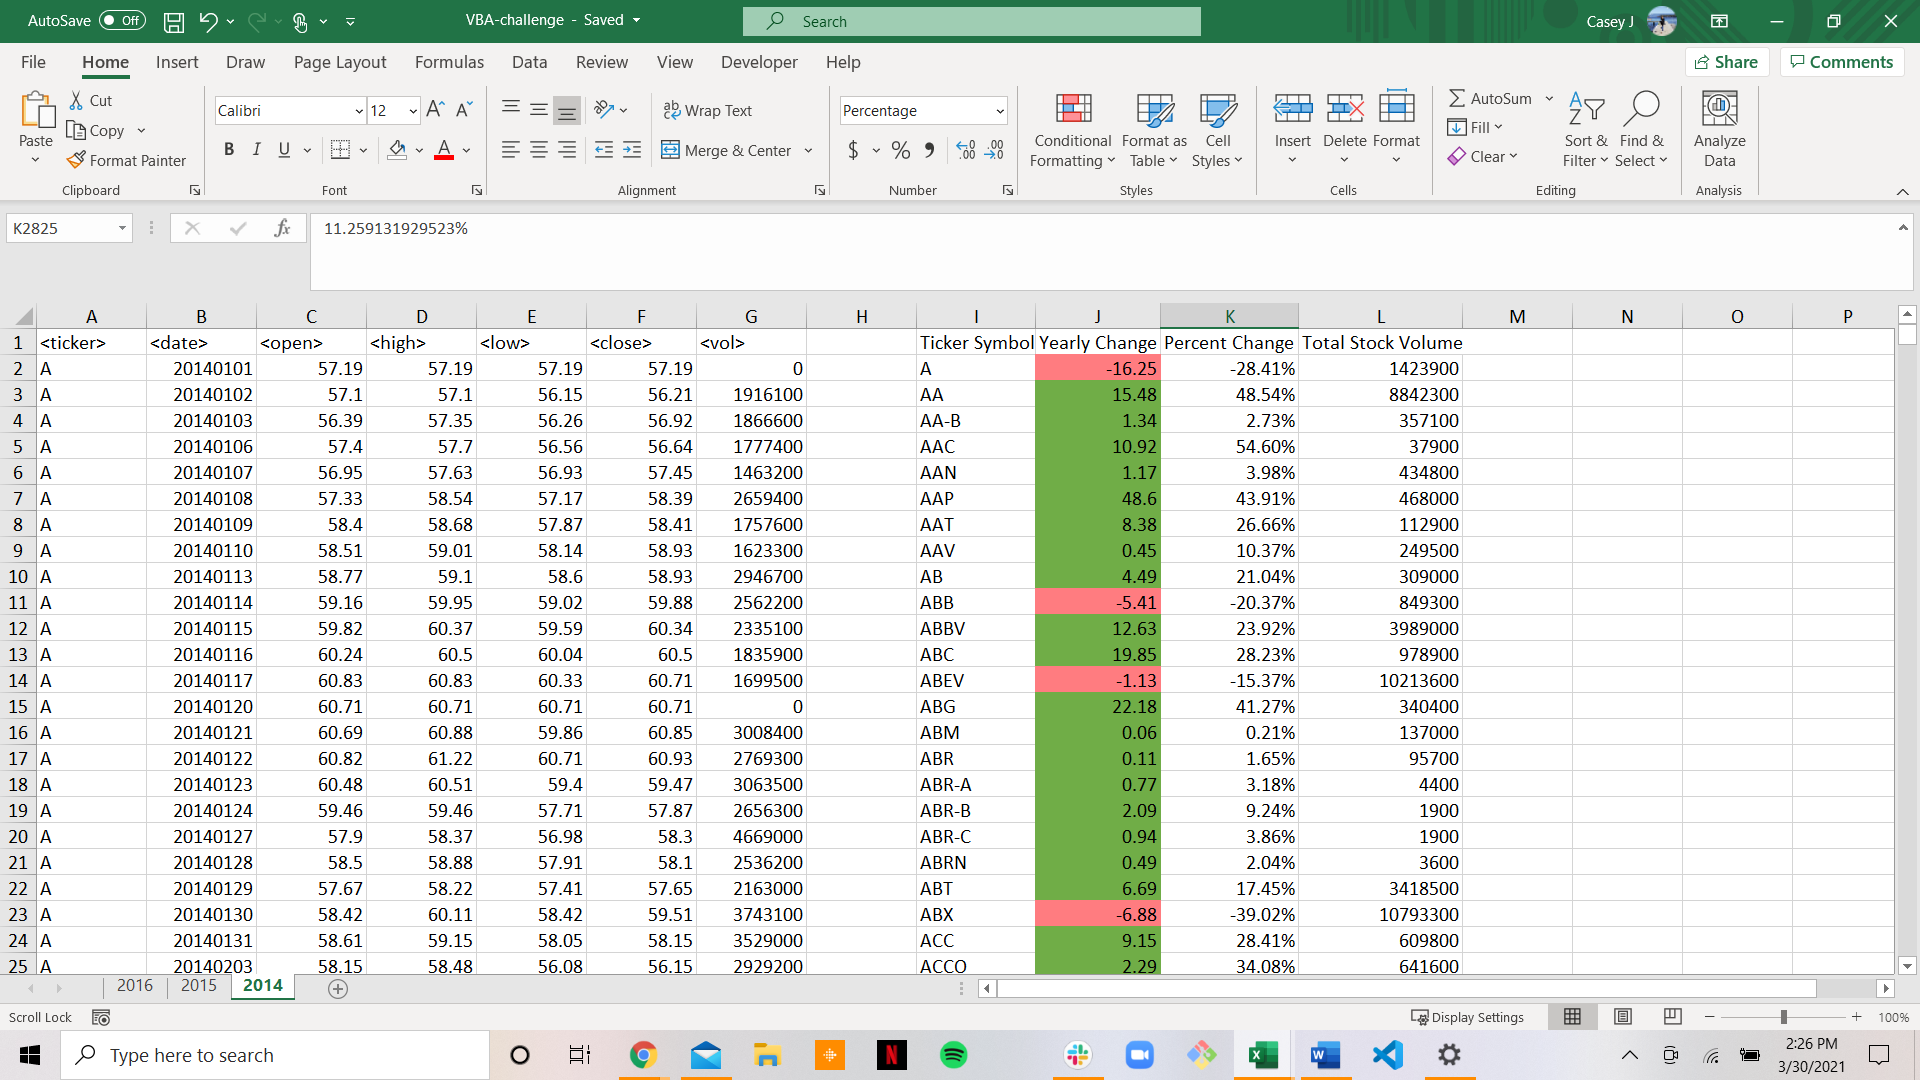 AutoSave Off VBA-challenge - Saved Search Casey J
File Home Insert Draw Page Layout Formulas Data Review View Developer Help Share Comments
Paste Cut Copy Format Painter Clipboard
Calibri 12 B I U A Font
Wrap Text Merge & Center Alignment
Percentage $ % Number
Conditional Formatting Format as Table Cell Styles Styles
Insert Delete Format Cells
AutoSum Fill Clear Sort & Filter Find & Select Editing
Analyze Data Analysis
K2825 fx 11.259131929523%
A B C D E F G H I J K L M N O P
1 <ticker> <date> <open> <high> <low> <close> <vol> Ticker Symbol Yearly Change Percent Change Total Stock Volume
2 A 20140101 57.19 57.19 57.19 57.19 0 A -16.25 -28.41% 1423900
3 A 20140102 57.1 57.1 56.15 56.21 1916100 AA 15.48 48.54% 8842300
4 A 20140103 56.39 57.35 56.26 56.92 1866600 AA-B 1.34 2.73% 357100
5 A 20140106 57.4 57.7 56.56 56.64 1777400 AAC 10.92 54.60% 37900
6 A 20140107 56.95 57.63 56.93 57.45 1463200 AAN 1.17 3.98% 434800
7 A 20140108 57.33 58.54 57.17 58.39 2659400 AAP 48.6 43.91% 468000
8 A 20140109 58.4 58.68 57.87 58.41 1757600 AAT 8.38 26.66% 112900
9 A 20140110 58.51 59.01 58.14 58.93 1623300 AAV 0.45 10.37% 249500
10 A 20140113 58.77 59.1 58.6 58.93 2946700 AB 4.49 21.04% 309000
11 A 20140114 59.16 59.95 59.02 59.88 2562200 ABB -5.41 -20.37% 849300
12 A 20140115 59.82 60.37 59.59 60.34 2335100 ABBV 12.63 23.92% 3989000
13 A 20140116 60.24 60.5 60.04 60.5 1835900 ABC 19.85 28.23% 978900
14 A 20140117 60.83 60.83 60.33 60.71 1699500 ABEV -1.13 -15.37% 10213600
15 A 20140120 60.71 60.71 60.71 60.71 0 ABG 22.18 41.27% 340400
16 A 20140121 60.69 60.88 59.86 60.85 3008400 ABM 0.06 0.21% 137000
17 A 20140122 60.82 61.22 60.71 60.93 2769300 ABR 0.11 1.65% 95700
18 A 20140123 60.48 60.51 59.4 59.47 3063500 ABR-A 0.77 3.18% 4400
19 A 20140124 59.46 59.46 57.71 57.87 2656300 ABR-B 2.09 9.24% 1900
20 A 20140127 57.9 58.37 56.98 58.3 4669000 ABR-C 0.94 3.86% 1900
21 A 20140128 58.5 58.88 57.91 58.1 2536200 ABRN 0.49 2.04% 3600
22 A 20140129 57.67 58.22 57.41 57.65 2163000 ABT 6.69 17.45% 3418500
23 A 20140130 58.42 60.11 58.42 59.51 3743100 ABX -6.88 -39.02% 10793300
24 A 20140131 58.61 59.15 58.05 58.15 3529000 ACC 9.15 28.41% 609800
25 A 20140203 58.15 58.48 56.08 56.15 2929200 ACCO 2.29 34.08% 641600
2016 2015 2014
Scroll Lock Display Settings 100%
Type here to search 2:26 PM
3/30/2021